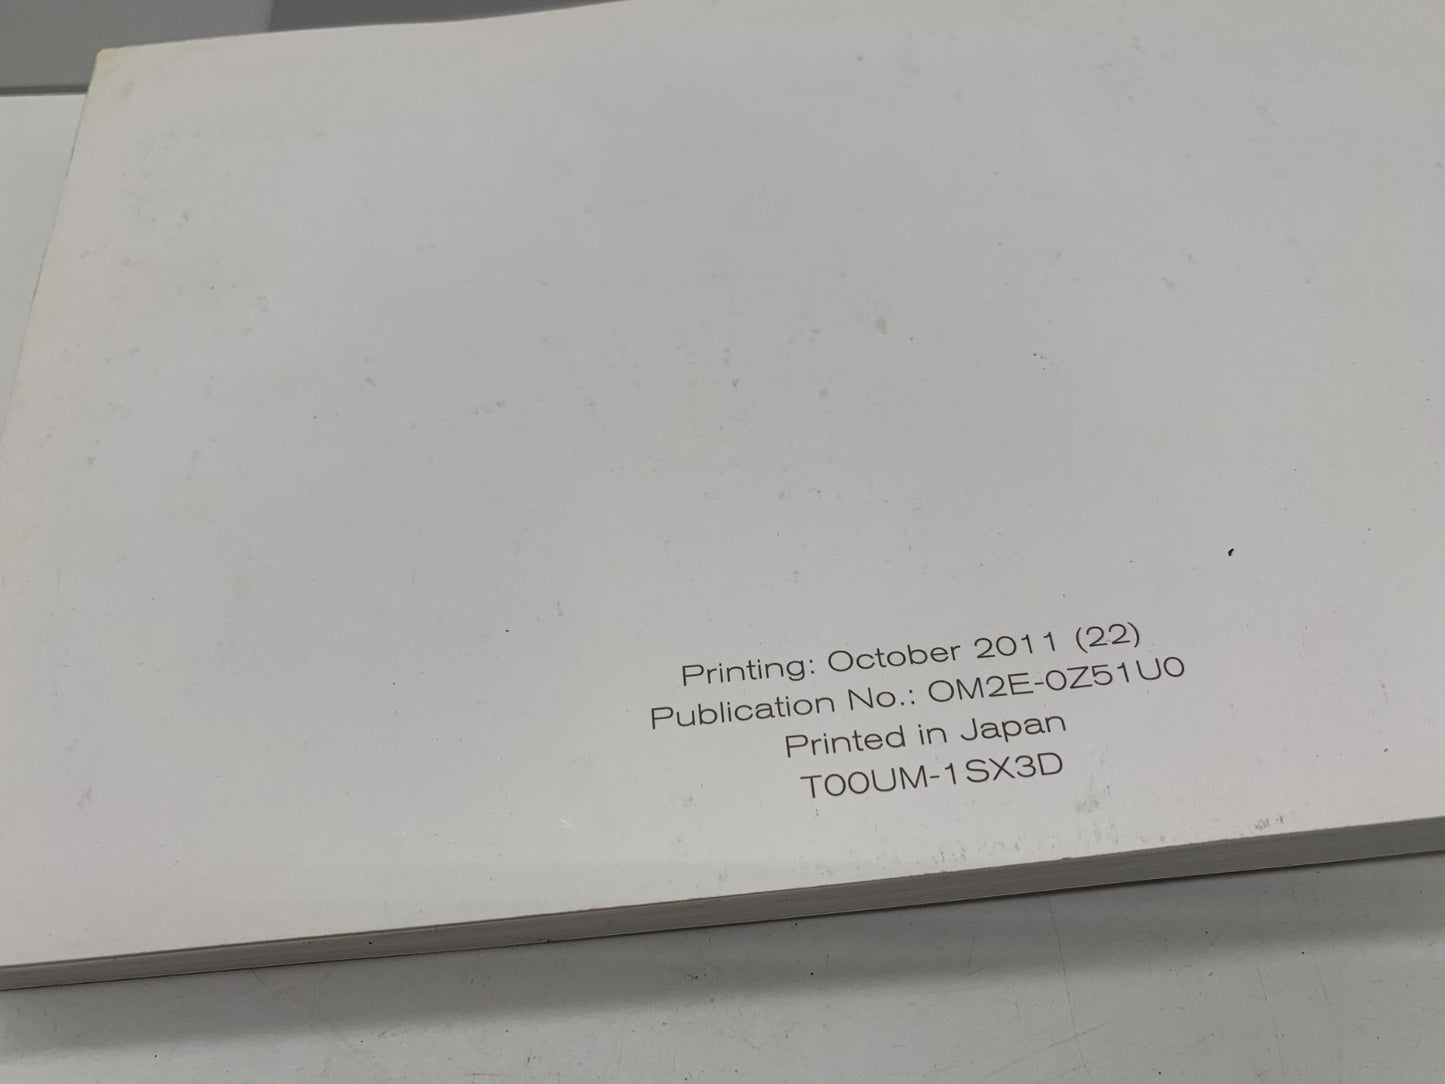 Printing: October 2011 (22)
Publication No.: OM2E-0Z51U0
Printed in Japan
T00UM-1SX3D